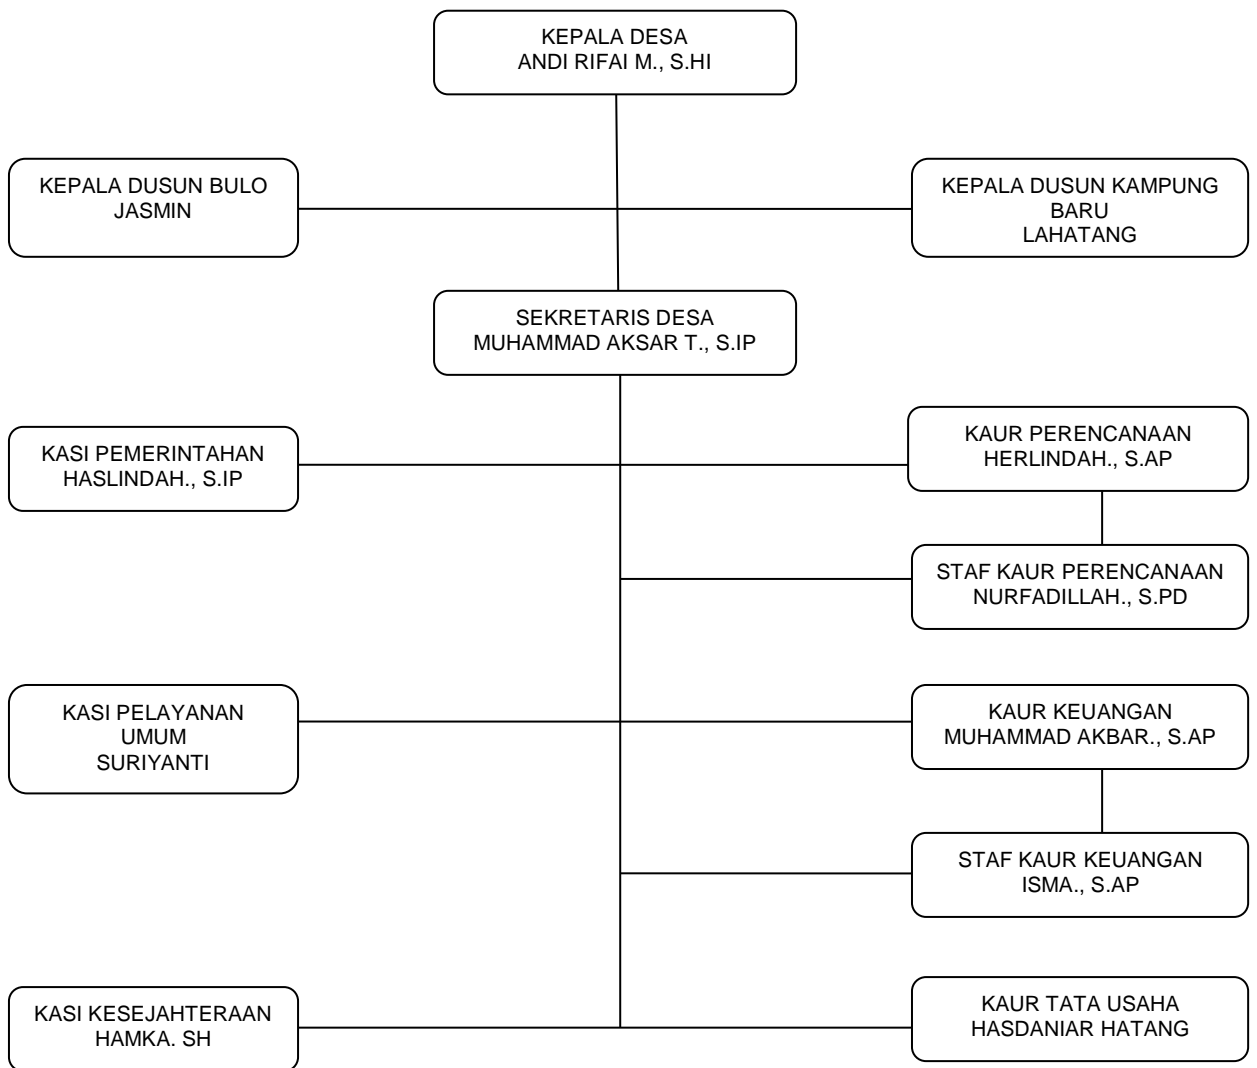 KEPALA DESA
ANDI RIFAI M., S.HI
KEPALA DUSUN BULO
JASMIN
KEPALA DUSUN KAMPUNG
BARU
LAHATANG
SEKRETARIS DESA
MUHAMMAD AKSAR T., S.IP
KASI PEMERINTAHAN
HASLINDAH., S.IP
KAUR PERENCANAAN
HERLINDAH., S.AP
STAF KAUR PERENCANAAN
NURFADILLAH., S.PD
KASI PELAYANAN
UMUM
SURIYANTI
KAUR KEUANGAN
MUHAMMAD AKBAR., S.AP
STAF KAUR KEUANGAN
ISMA., S.AP
KASI KESEJAHTERAAN
HAMKA. SH
KAUR TATA USAHA
HASDANIAR HATANG